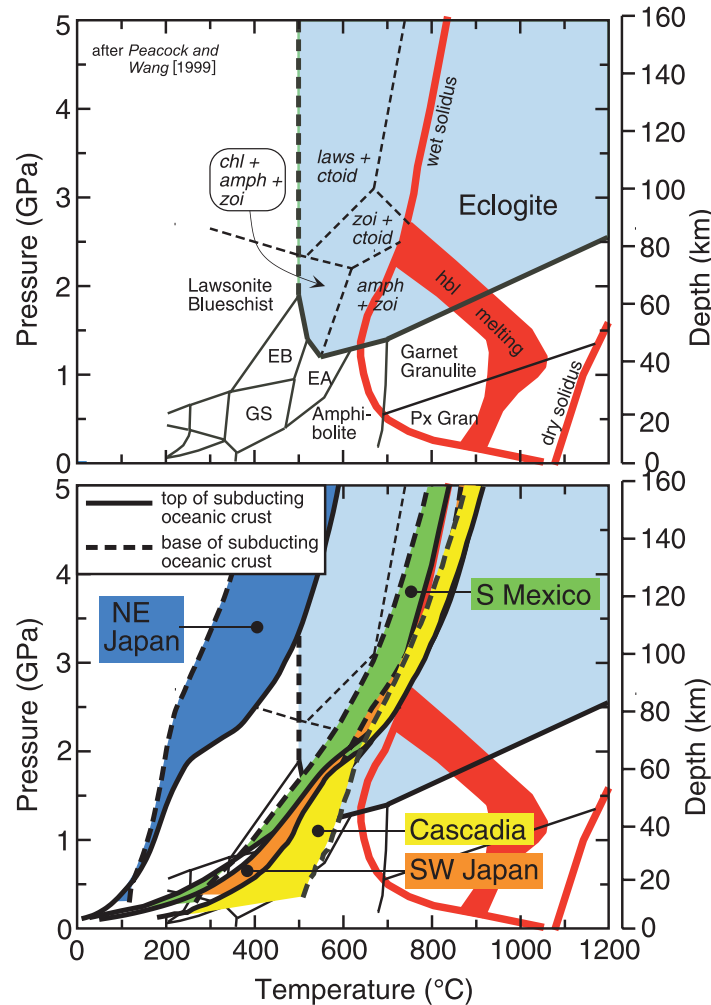 5
4
3
2
1
0
Pressure (GPa)
160
140
120
100
80
60
40
20
0
Depth (km)
after Peacock and
Wang [1999]
chl +
amph +
zoi
laws +
ctoid
wet solidus
Eclogite
zoi +
ctoid
Lawsonite
Blueschist
amph
+ zoi
hbl
melting
EB
EA
GS
Amphi-
bolite
Garnet
Granulite
Px Gran
dry solidus
5
4
3
2
1
0
Pressure (GPa)
160
140
120
100
80
60
40
20
0
Depth (km)
top of subducting
oceanic crust
base of subducting
oceanic crust
NE
Japan
S Mexico
Cascadia
SW Japan
0 200 400 600 800 1000 1200
Temperature (°C)